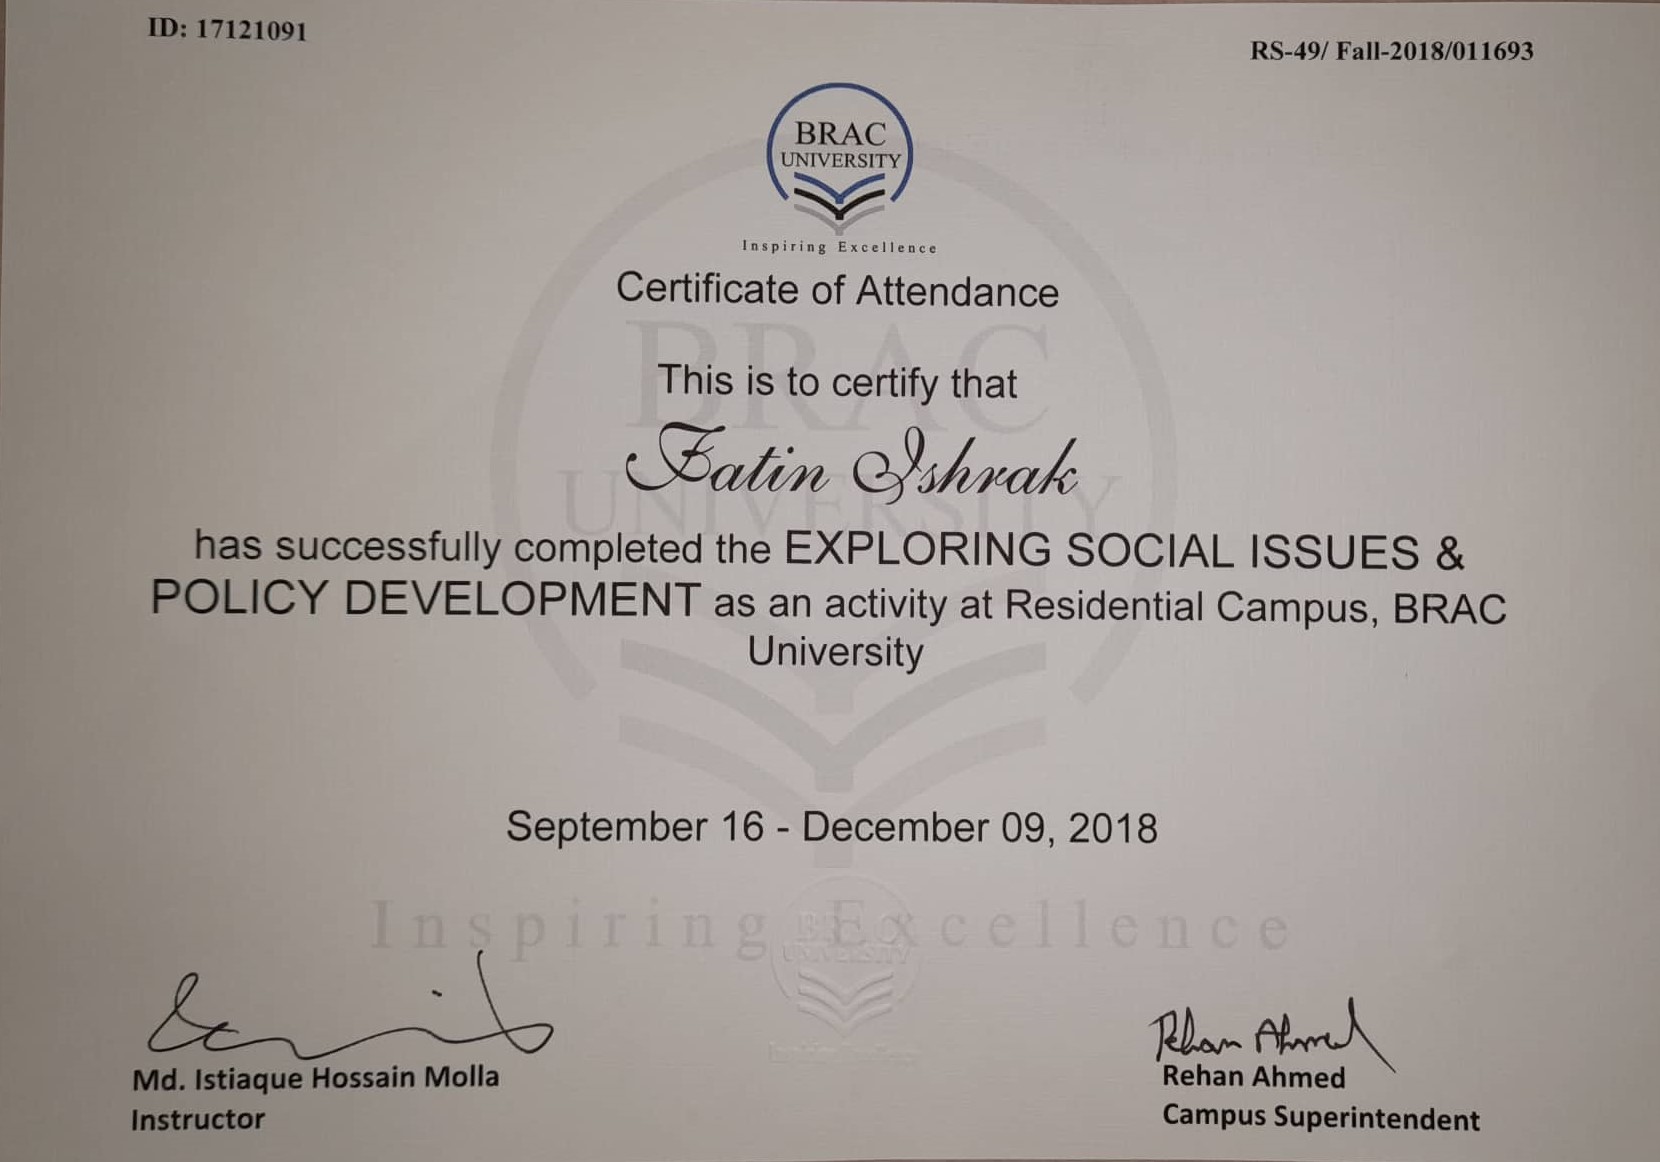 ID: 17121091
RS-49/ Fall-2018/011693
BRAC
UNIVERSITY
Inspiring Excellence
Certificate of Attendance
This is to certify that
Fatin Ishrak
has successfully completed the EXPLORING SOCIAL ISSUES &
POLICY DEVELOPMENT as an activity at Residential Campus, BRAC
University
September 16 - December 09, 2018
Inspiring Excellence
Rehan Ahmed
Md. Istiaque Hossain Molla
Rehan Ahmed
Instructor
Campus Superintendent